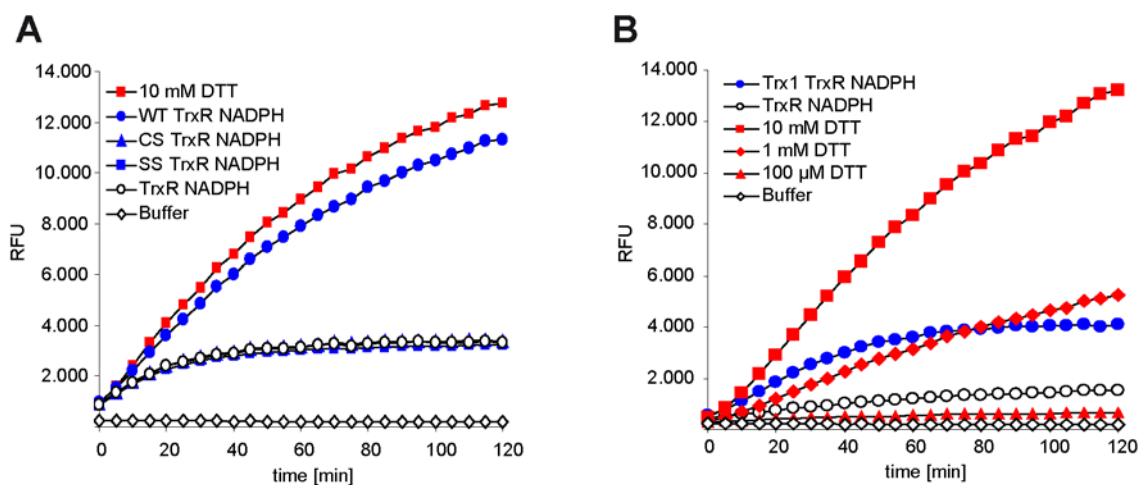 A
14.000
12.000
10.000
8.000
6.000
4.000
2.000
RFU
10 mM DTT
WT TrxR NADPH
CS TrxR NADPH
SS TrxR NADPH
TrxR NADPH
Buffer
0 20 40 60 80 100 120
time [min]
B
14.000
12.000
10.000
8.000
6.000
4.000
2.000
RFU
Trx1 TrxR NADPH
TrxR NADPH
10 mM DTT
1 mM DTT
100 µM DTT
Buffer
0 20 40 60 80 100 120
time [min]